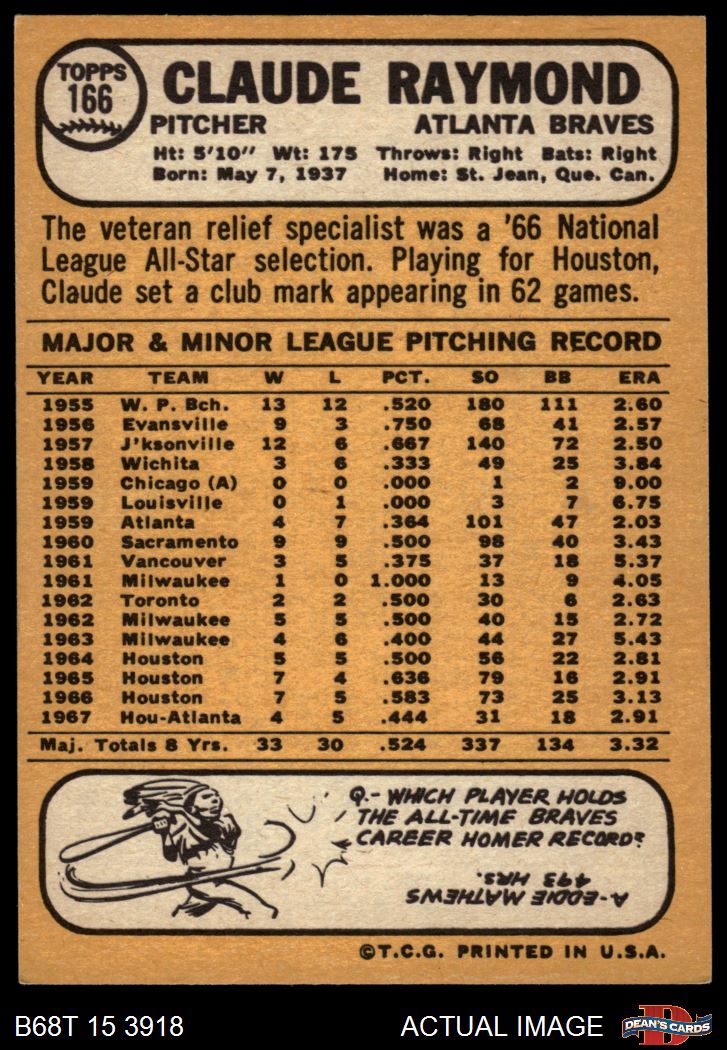 TOPPS
166
CLAUDE RAYMOND
PITCHER ATLANTA BRAVES
Ht: 5'10" Wt: 175 Throws: Right Bats: Right
Born: May 7, 1937 Home: St. Jean, Que. Can.
The veteran relief specialist was a '66 National
League All-Star selection. Playing for Houston,
Claude set a club mark appearing in 62 games.
MAJOR & MINOR LEAGUE PITCHING RECORD
YEAR TEAM W L PCT. SO BB ERA
1955 W. P. Bch. 13 12 .520 180 111 2.60
1956 Evansville 9 3 .750 68 41 2.57
1957 J'ksonville 12 6 .667 140 72 2.50
1958 Wichita 3 6 .333 49 25 3.84
1959 Chicago (A) 0 0 .000 1 2 9.00
1959 Louisville 0 1 .000 3 7 6.75
1959 Atlanta 4 7 .364 101 47 2.03
1960 Sacramento 9 9 .500 98 40 3.43
1961 Vancouver 3 5 .375 37 18 5.37
1961 Milwaukee 1 0 1.000 13 9 4.05
1962 Toronto 2 2 .500 30 6 2.63
1962 Milwaukee 5 5 .500 40 15 2.72
1963 Milwaukee 4 6 .400 44 27 5.43
1964 Houston 5 5 .500 56 22 2.81
1965 Houston 7 4 .636 79 16 2.91
1966 Houston 7 5 .583 73 25 3.13
1967 Hou-Atlanta 4 5 .444 31 18 2.91
Maj. Totals 8 Yrs. 33 30 .524 337 134 3.32
Q.- WHICH PLAYER HOLDS
THE ALL-TIME BRAVES
CAREER HOMER RECORD?
A-EDDIE MATHEWS
493 HRS.
©T.C.G. PRINTED IN U.S.A.
B68T 15 3918 ACTUAL IMAGE
D
DEAN'S CARDS